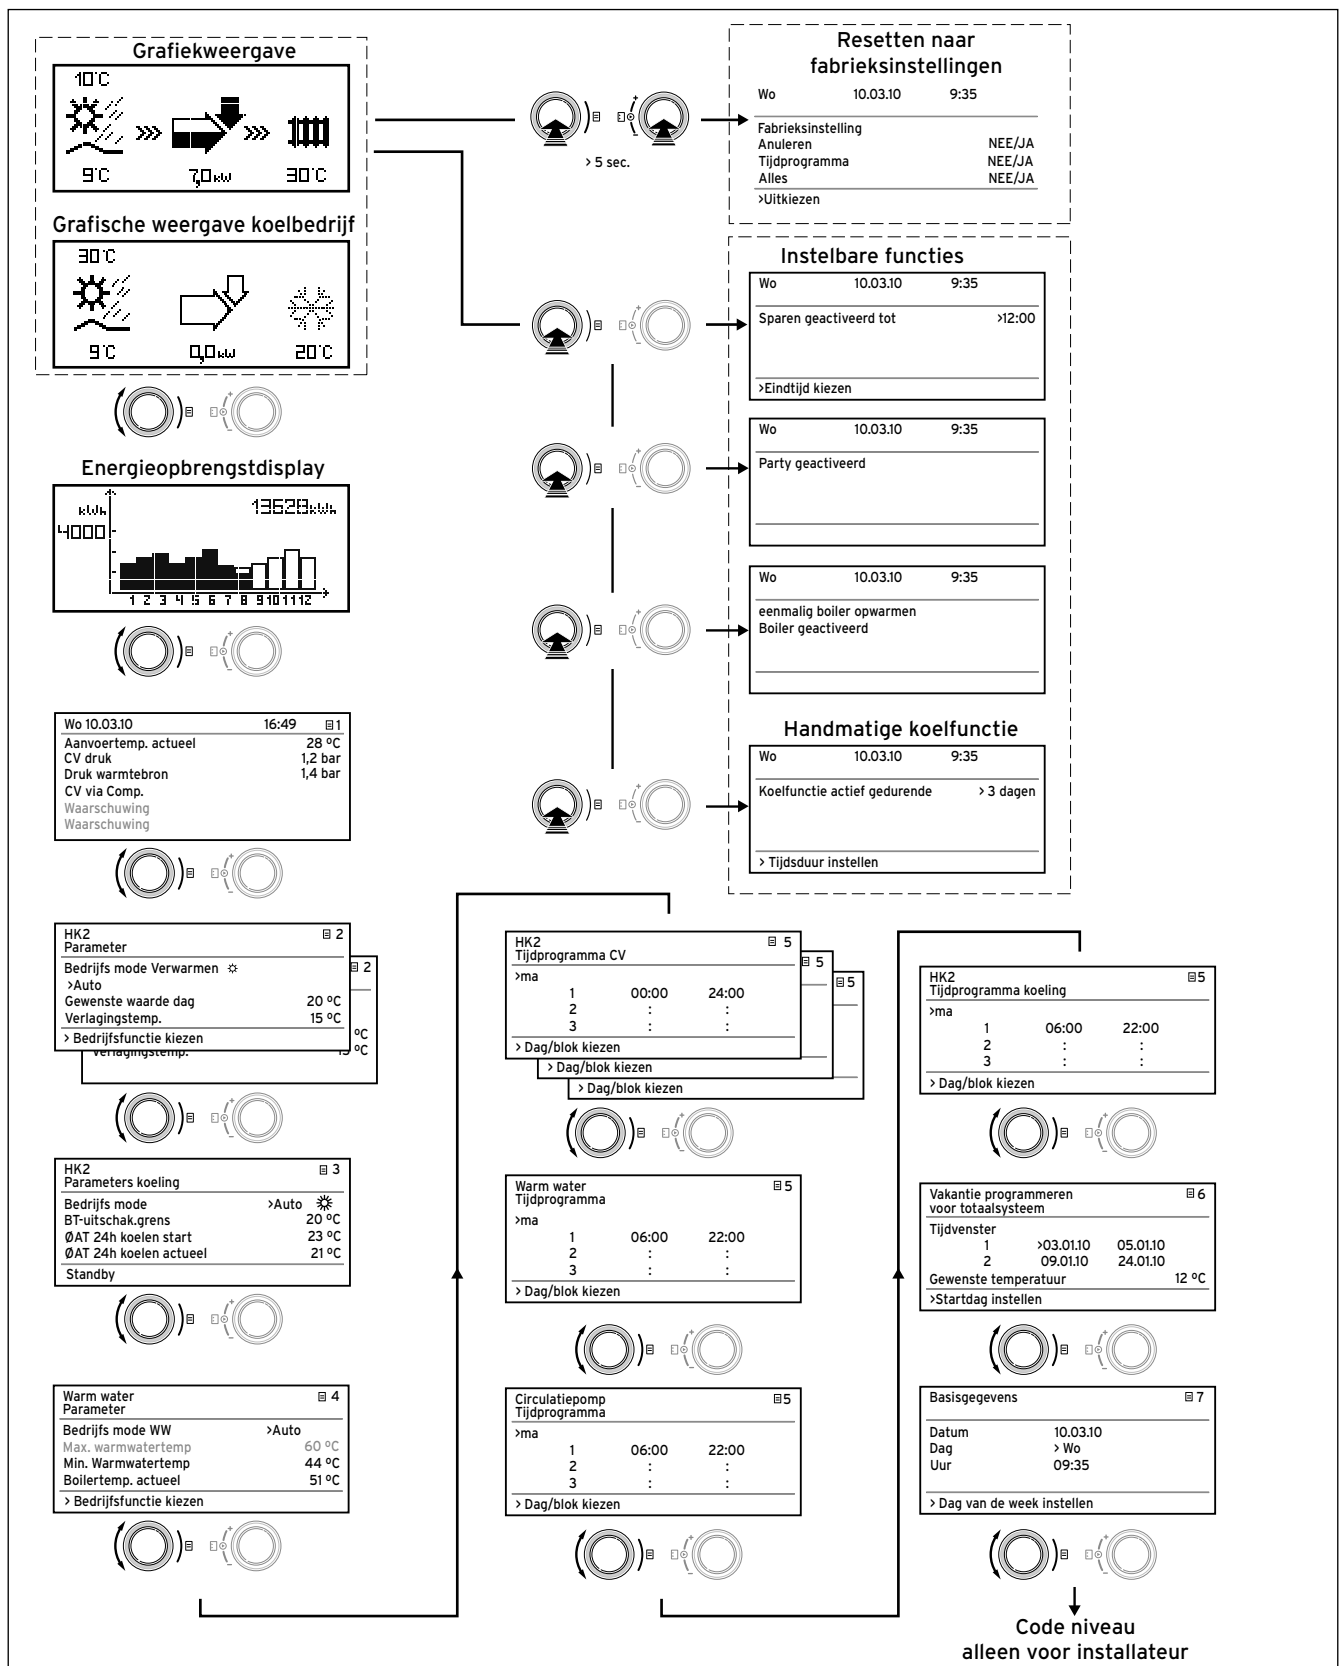 Grafiekweergave
10°C
9°C 7,0 kW 30°C
Grafische weergave koelbedrijf
30°C
9°C 0,0 kW 20°C
Energieopbrengstdisplay
kWh 13628 kWh
4000
1 2 3 4 5 6 7 8 9 10 11 12
Wo 10.03.10 16:49 1
Aanvoertemp. actueel 28 ºC
CV druk 1,2 bar
Druk warmtebron 1,4 bar
CV via Comp.
Waarschuwing
Waarschuwing
HK2 2
Parameter
Bedrijfs mode Verwarmen
>Auto
Gewenste waarde dag 20 ºC
Verlagingstemp. 15 ºC
> Bedrijfsfunctie kiezen
2
ºC
Verlagingstemp. 15 ºC
HK2 3
Parameters koeling
Bedrijfs mode >Auto
BT-uitschak.grens 20 ºC
ØAT 24h koelen start 23 ºC
ØAT 24h koelen actueel 21 ºC
Standby
Warm water 4
Parameter
Bedrijfs mode WW >Auto
Max. warmwatertemp 60 ºC
Min. Warmwatertemp 44 ºC
Boilertemp. actueel 51 ºC
> Bedrijfsfunctie kiezen
> 5 sec.
Resetten naar
fabrieksinstellingen
Wo 10.03.10 9:35
Fabrieksinstelling
Anuleren NEE/JA
Tijdprogramma NEE/JA
Alles NEE/JA
>Uitkiezen
Instelbare functies
Wo 10.03.10 9:35
Sparen geactiveerd tot >12:00
>Eindtijd kiezen
Wo 10.03.10 9:35
Party geactiveerd
Wo 10.03.10 9:35
eenmalig boiler opwarmen
Boiler geactiveerd
Handmatige koelfunctie
Wo 10.03.10 9:35
Koelfunctie actief gedurende > 3 dagen
> Tijdsduur instellen
HK2 5
Tijdprogramma CV
>ma
1 00:00 24:00
2 : :
3 : :
> Dag/blok kiezen
5
> Dag/blok kiezen
5
> Dag/blok kiezen
Warm water 5
Tijdprogramma
>ma
1 06:00 22:00
2 : :
3 : :
> Dag/blok kiezen
Circulatiepomp 5
Tijdprogramma
>ma
1 06:00 22:00
2 : :
3 : :
> Dag/blok kiezen
HK2 5
Tijdprogramma koeling
>ma
1 06:00 22:00
2 : :
3 : :
> Dag/blok kiezen
Vakantie programmeren 6
voor totaalsysteem
Tijdvenster
1 >03.01.10 05.01.10
2 09.01.10 24.01.10
Gewenste temperatuur 12 ºC
>Startdag instellen
Basisgegevens 7
Datum 10.03.10
Dag > Wo
Uur 09:35
> Dag van de week instellen
Code niveau
alleen voor installateur